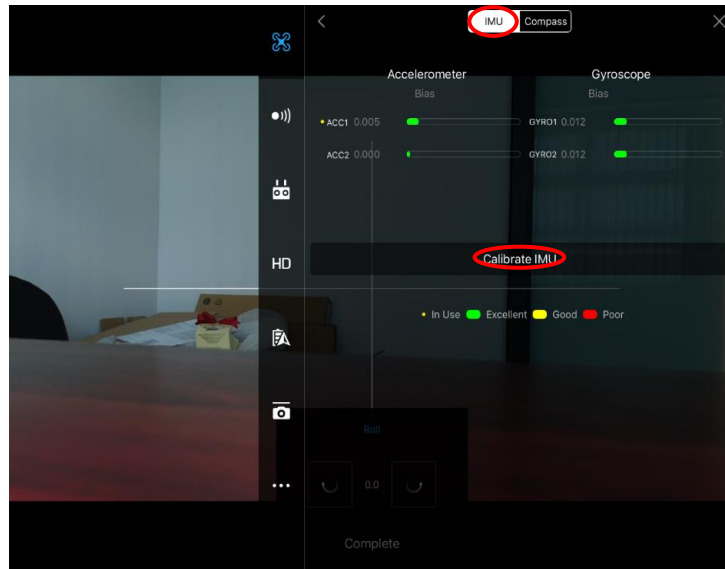 IMU Compass
Accelerometer Gyroscope
Bias Bias
ACC1 0.005 GYRO1 0.012
ACC2 0.000 GYRO2 0.012
HD Calibrate IMU
In Use Excellent Good Poor
Roll
0.0
Complete